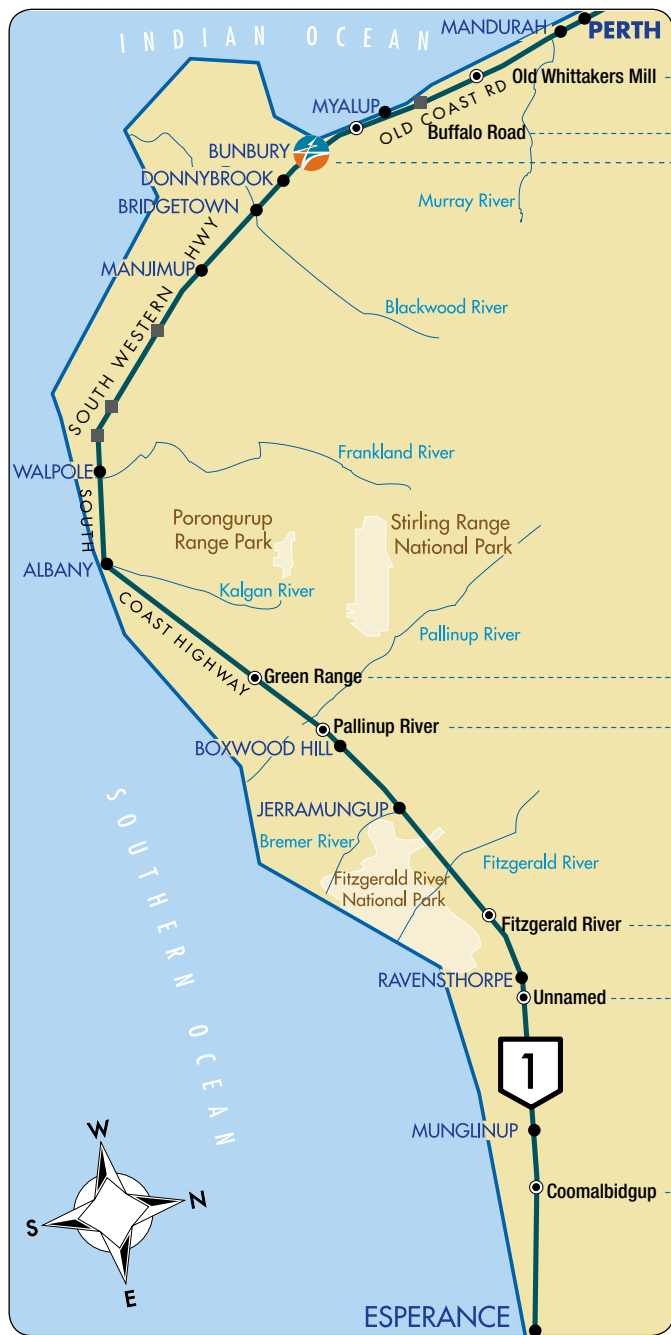 INDIAN OCEAN
MANDURAH
PERTH
Old Whittakers Mill
MYALUP
OLD COAST RD
Buffalo Road
BUNBURY
DONNYBROOK
BRIDGETOWN
Murray River
MANJIMUP
SOUTH WESTERN HWY
Blackwood River
Frankland River
WALPOLE
SOUTH
COAST HIGHWAY
Porongurup
Range Park
Stirling Range
National Park
ALBANY
Kalgan River
Pallinup River
Green Range
Pallinup River
BOXWOOD HILL
JERRAMUNGUP
SOUTHERN OCEAN
Bremer River
Fitzgerald River
Fitzgerald River
National Park
Fitzgerald River
RAVENSTHORPE
Unnamed
1
MUNGLINUP
W
N
S
E
Coomalbidgup
ESPERANCE